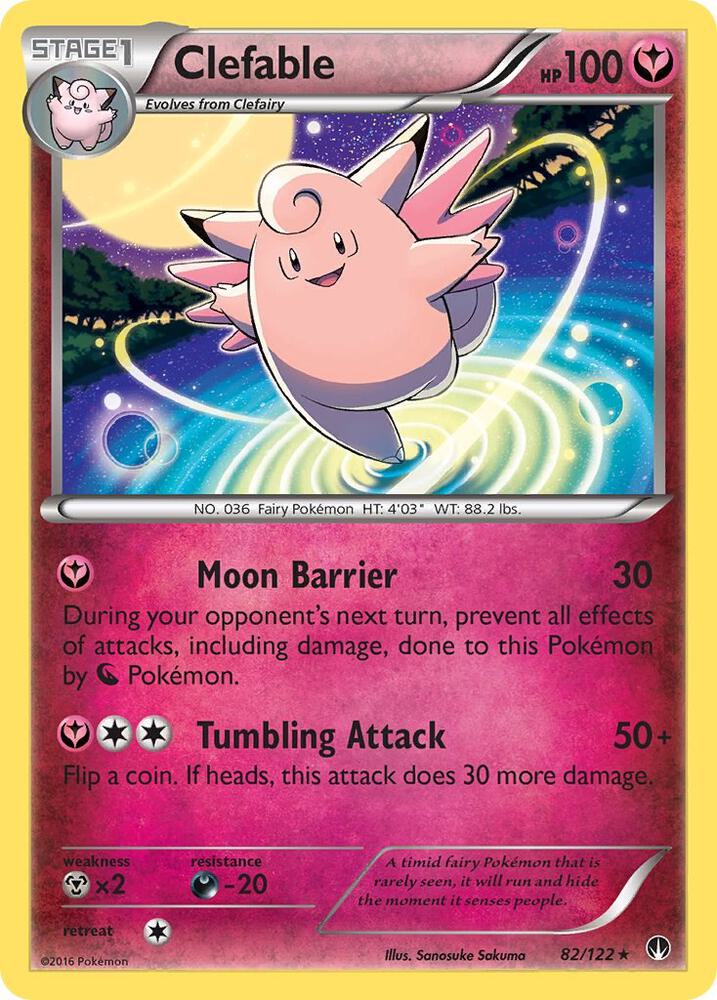 STAGE1
Clefable
HP100
Evolves from Clefairy
NO. 036 Fairy Pokémon HT: 4'03" WT: 88.2 lbs.
Moon Barrier 30
During your opponent's next turn, prevent all effects
of attacks, including damage, done to this Pokémon
by Pokémon.
Tumbling Attack 50+
Flip a coin. If heads, this attack does 30 more damage.
weakness
×2
resistance
-20
retreat
A timid fairy Pokémon that is
rarely seen, it will run and hide
the moment it senses people.
©2016 Pokémon
Illus. Sanosuke Sakuma
82/122 ★